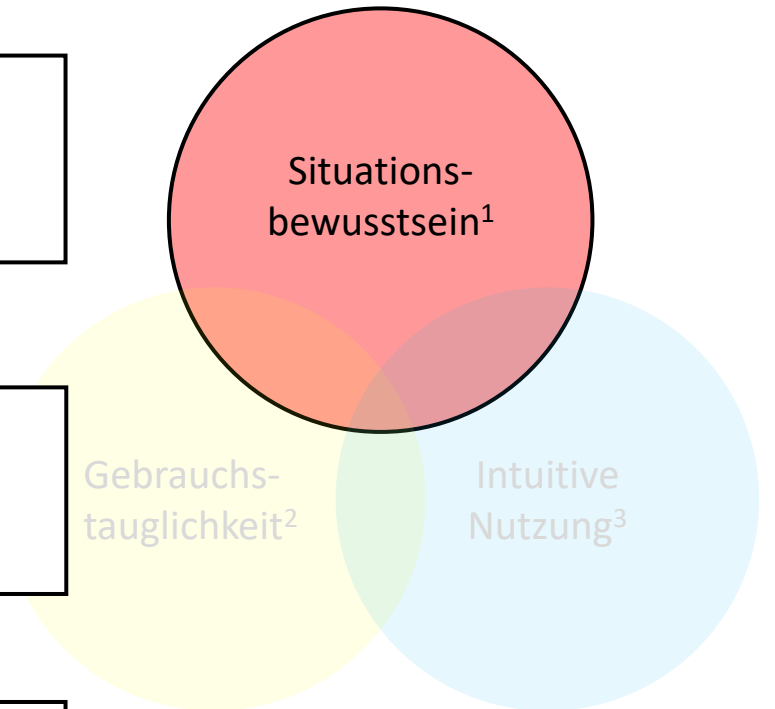 Situations-
bewusstsein¹
Gebrauchs-
tauglichkeit²
Intuitive
Nutzung³